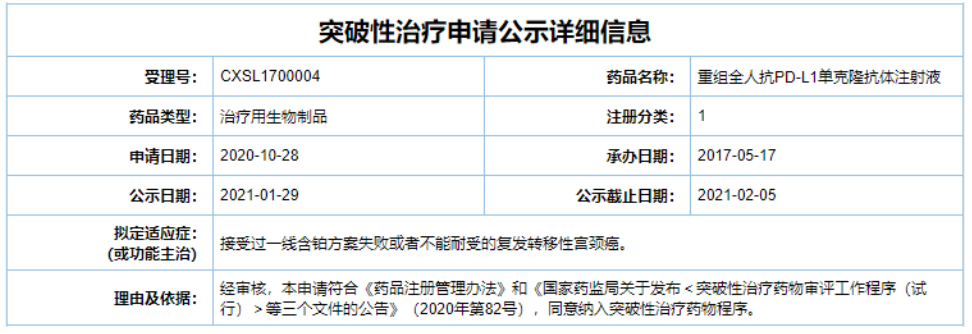 突破性治疗申请公示详细信息
受理号： CXSL1700004 药品名称： 重组全人抗PD-L1单克隆抗体注射液
药品类型： 治疗用生物制品 注册分类： 1
申请日期： 2020-10-28 承办日期： 2017-05-17
公示日期： 2021-01-29 公示截止日期： 2021-02-05
拟定适应症：
(或功能主治) 接受过一线含铂方案失败或者不能耐受的复发转移性宫颈癌。
理由及依据： 经审核，本申请符合《药品注册管理办法》和《国家药监局关于发布＜突破性治疗药物审评工作程序（试
行）＞等三个文件的公告》（2020年第82号），同意纳入突破性治疗药物程序。